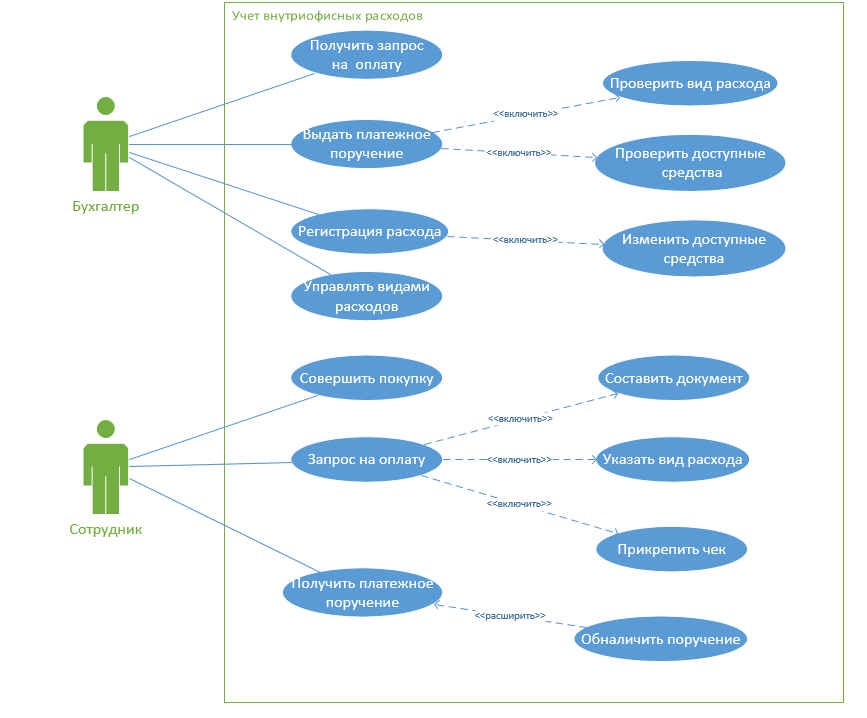 Учет внутриофисных расходов
Получить запрос
на оплату
Проверить вид расхода
<<включить>>
Выдать платежное
поручение
<<включить>>
Проверить доступные
средства
Бухгалтер
Регистрация расхода
<<включить>>
Изменить доступные
средства
Управлять видами
расходов
Совершить покупку
Составить документ
<<включить>>
Запрос на оплату
<<включить>>
Указать вид расхода
<<включить>>
Сотрудник
Прикрепить чек
Получить платежное
поручение
<<расширить>>
Обналичить поручение